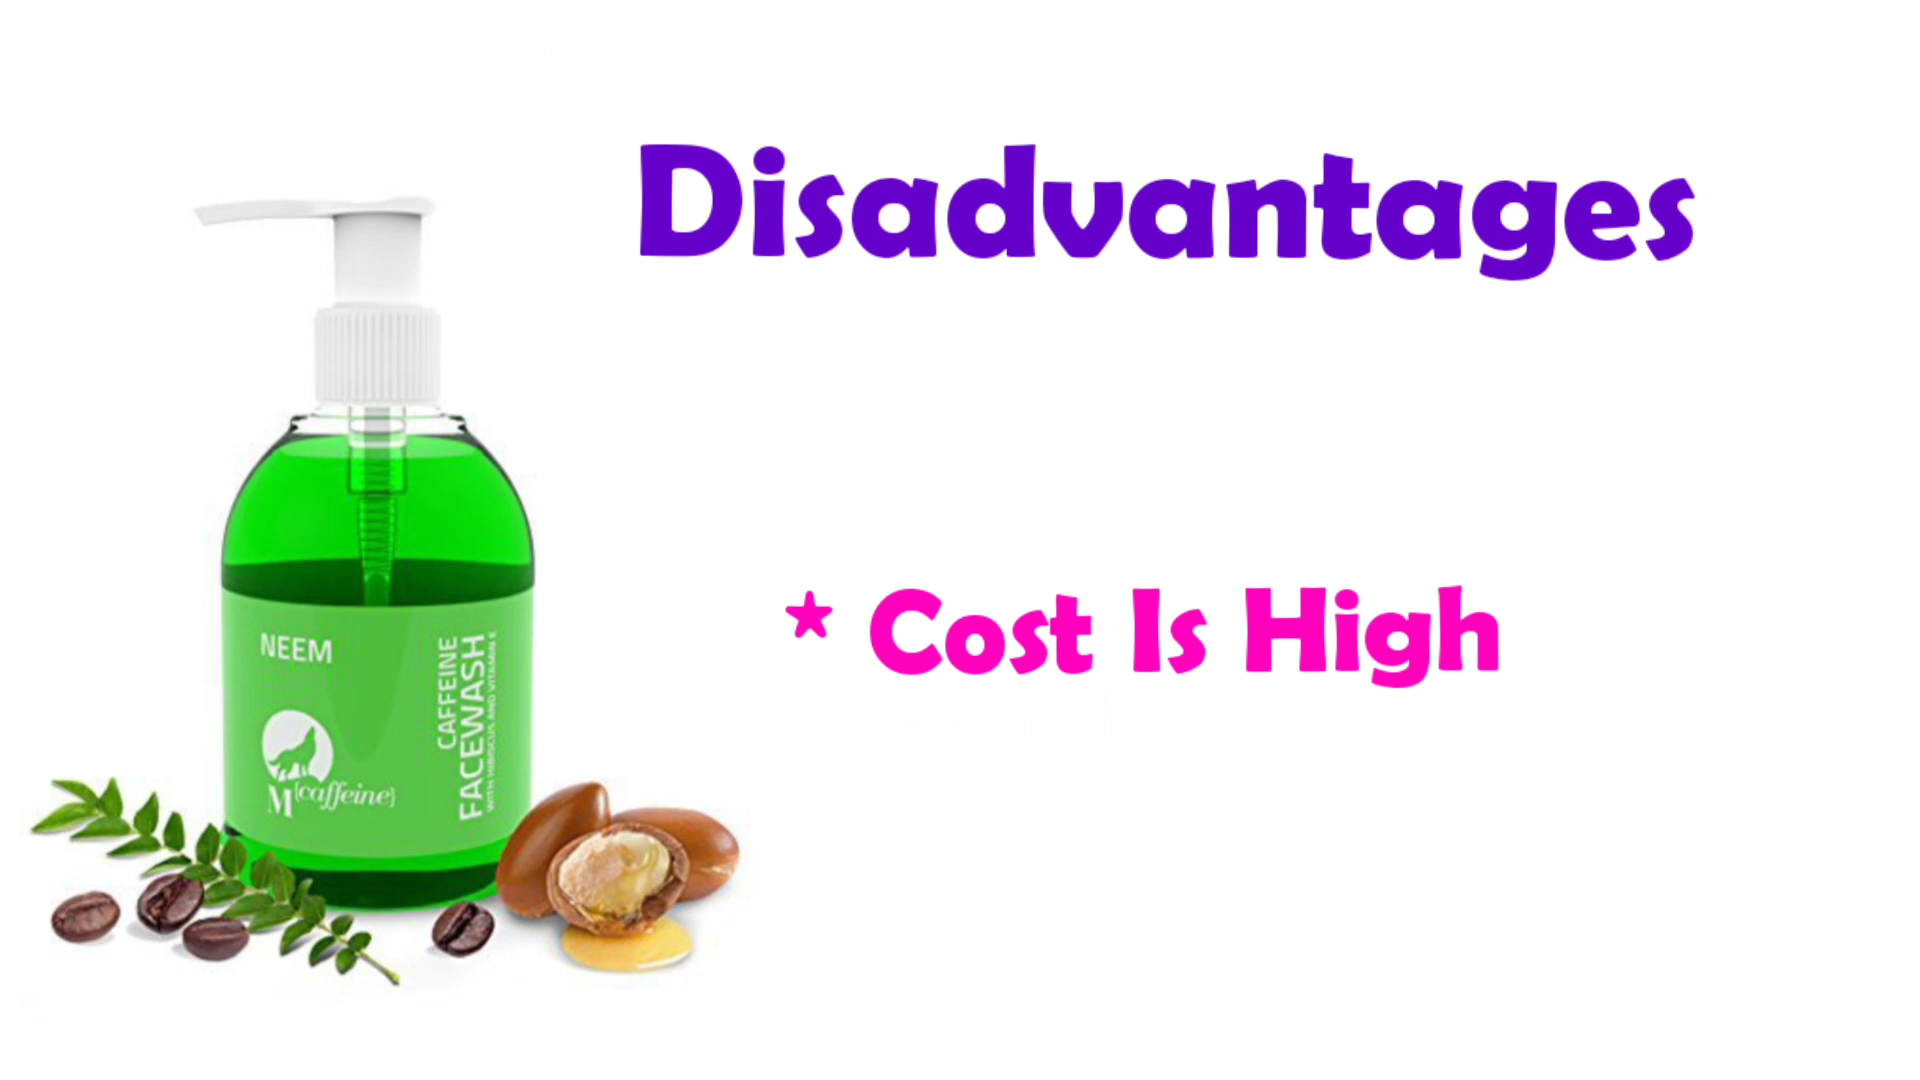 Disadvantages
* Cost Is High
NEEM
CAFFEINE
FACEWASH
WITH HIBISCUS AND VITAMIN E
M{caffeine}